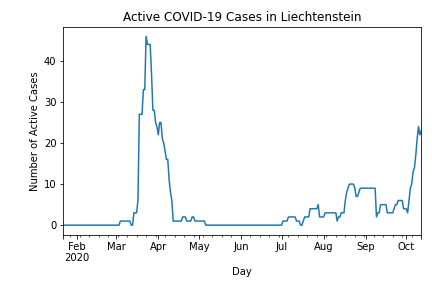 Active COVID-19 Cases in Liechtenstein
Number of Active Cases
40
30
20
10
0
Feb Mar Apr May Jun Jul Aug Sep Oct
2020
Day